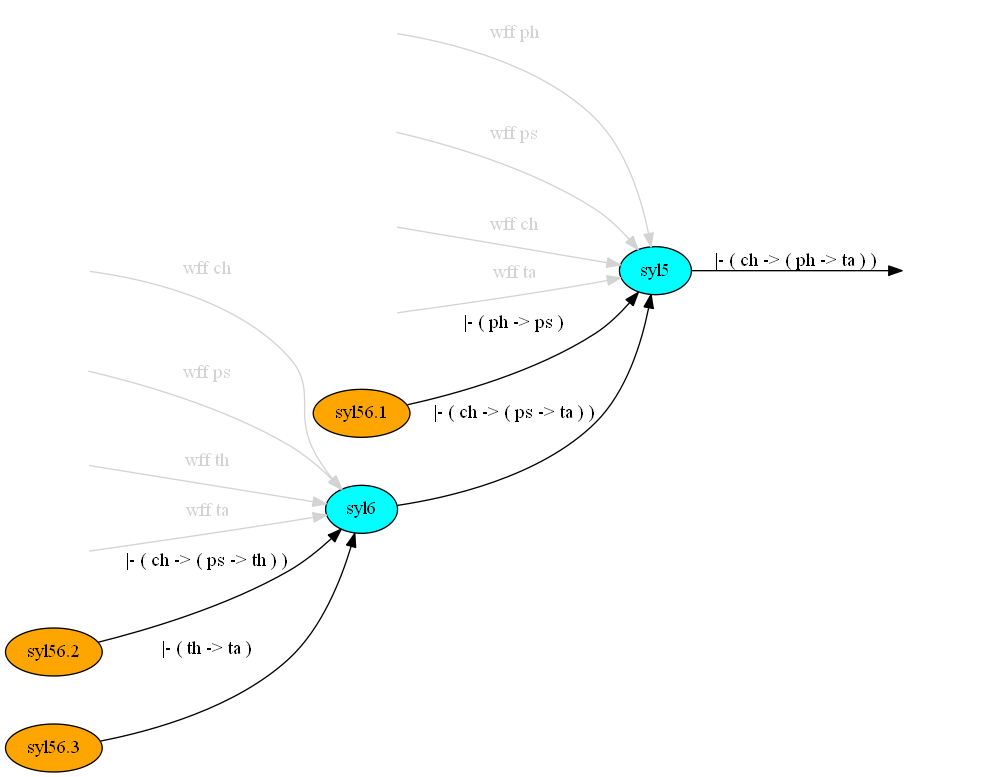 wff ph
wff ps
wff ch
wff ta
|- ( ph -> ps )
syl5
|- ( ch -> ( ph -> ta ) )
syl56.1
|- ( ch -> ( ps -> ta ) )
wff ch
wff ps
wff th
wff ta
|- ( ch -> ( ps -> th ) )
syl6
|- ( th -> ta )
syl56.2
syl56.3